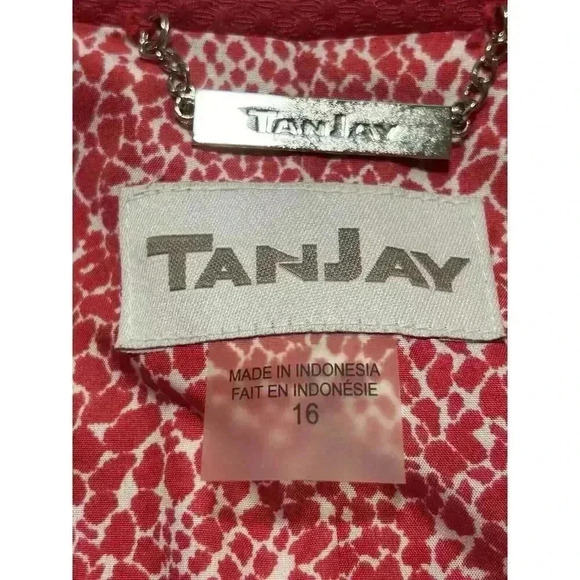 TANJAY
TANJAY
MADE IN INDONESIA
FAIT EN INDONÉSIE
16